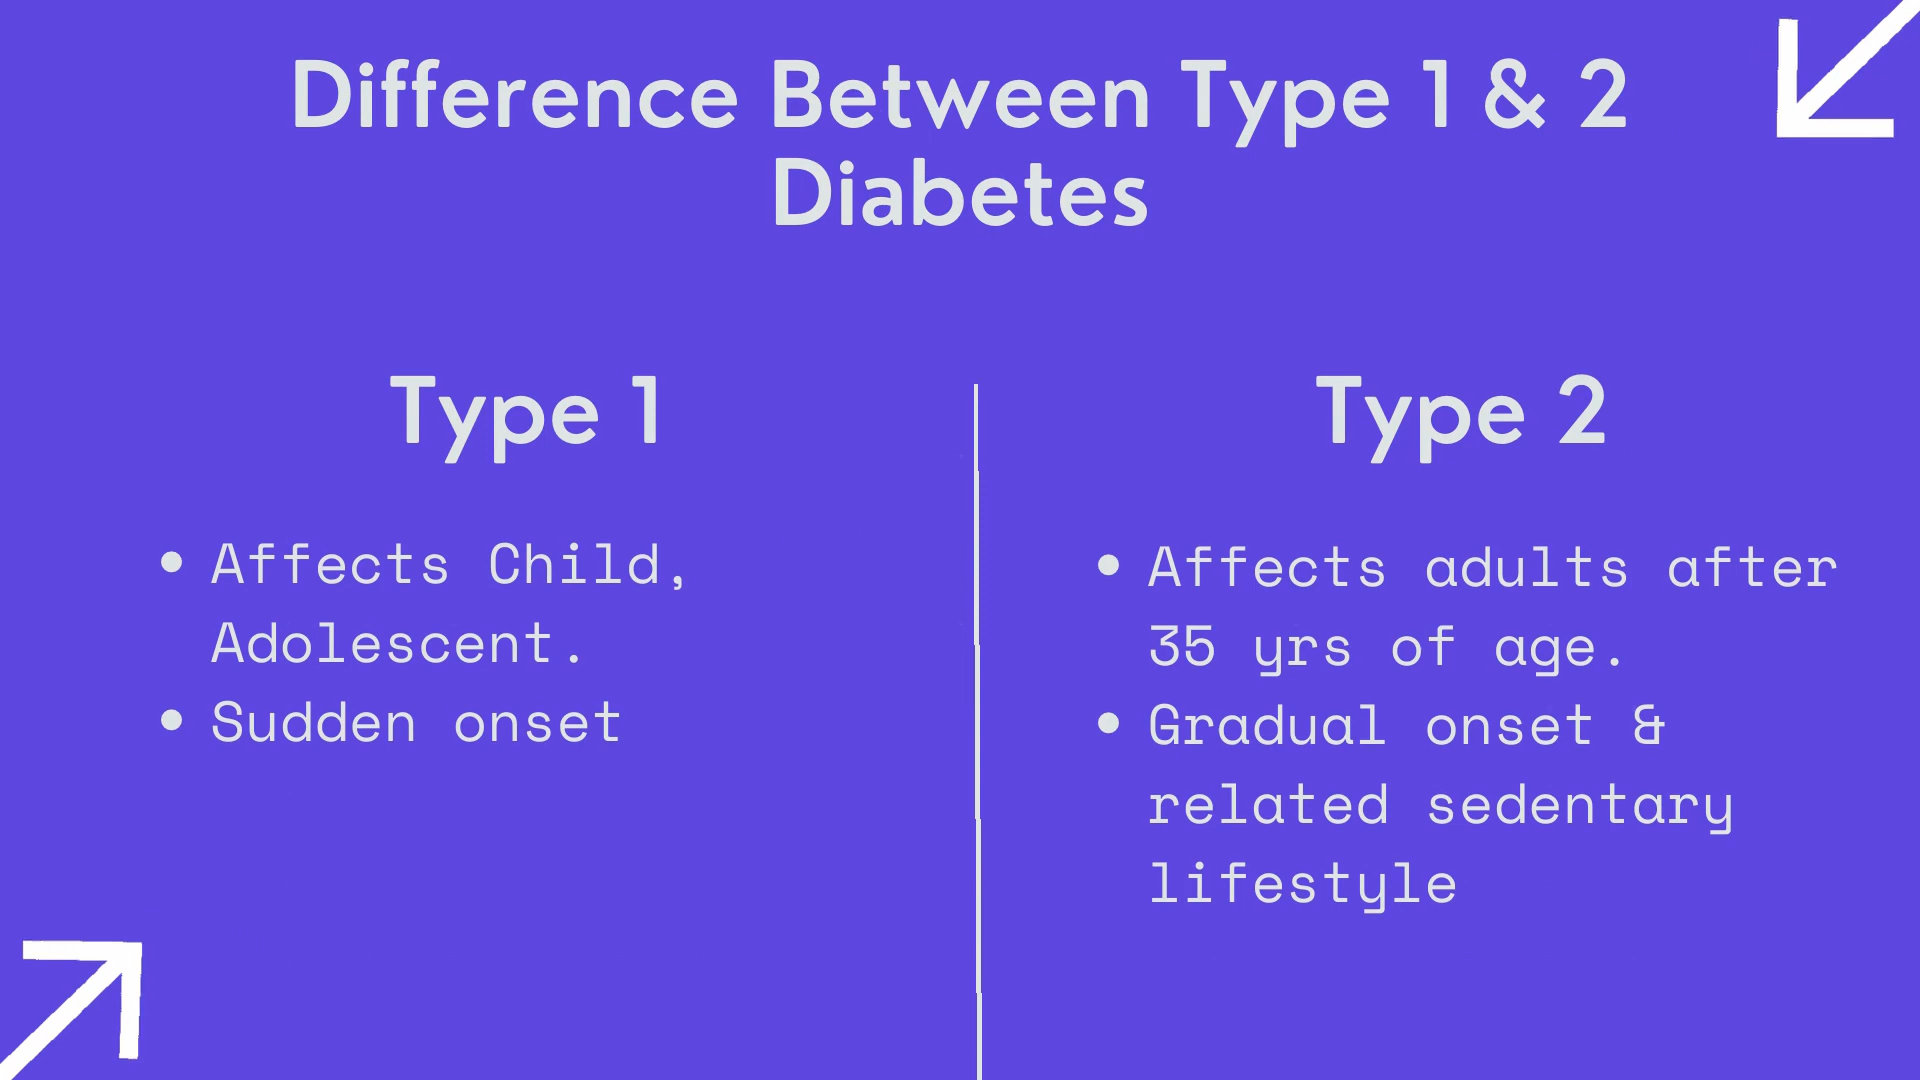 Difference Between Type 1 & 2
Diabetes
Type 1
• Affects Child,
Adolescent.
• Sudden onset
Type 2
• Affects adults after
35 yrs of age.
• Gradual onset &
related sedentary
lifestyle